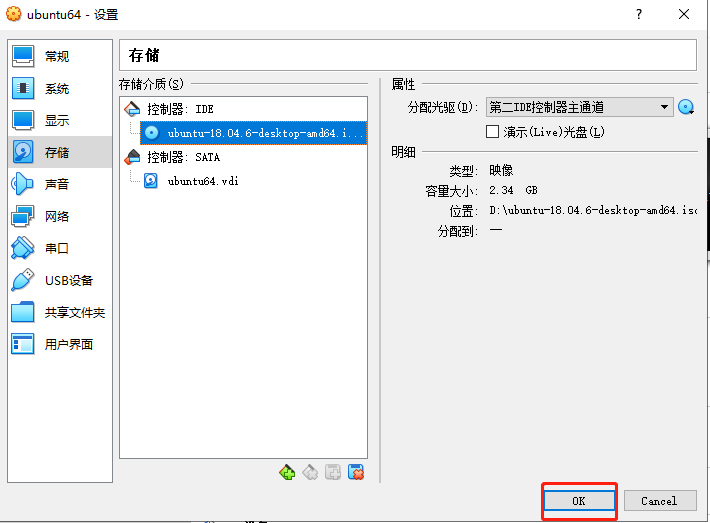 ubuntu64 - 设置
?
常规
系统
显示
存储
声音
网络
串口
USB设备
共享文件夹
用户界面
存储
存储介质(S)
控制器: IDE
ubuntu-18.04.6-desktop-amd64.i...
控制器: SATA
ubuntu64.vdi
属性
分配光驱(D): 第二IDE控制器主通道
演示(Live)光盘(L)
明细
类型: 映像
容量大小: 2.34 GB
位置: D:\ubuntu-18.04.6-desktop-amd64.iso
分配到: —
OK
Cancel